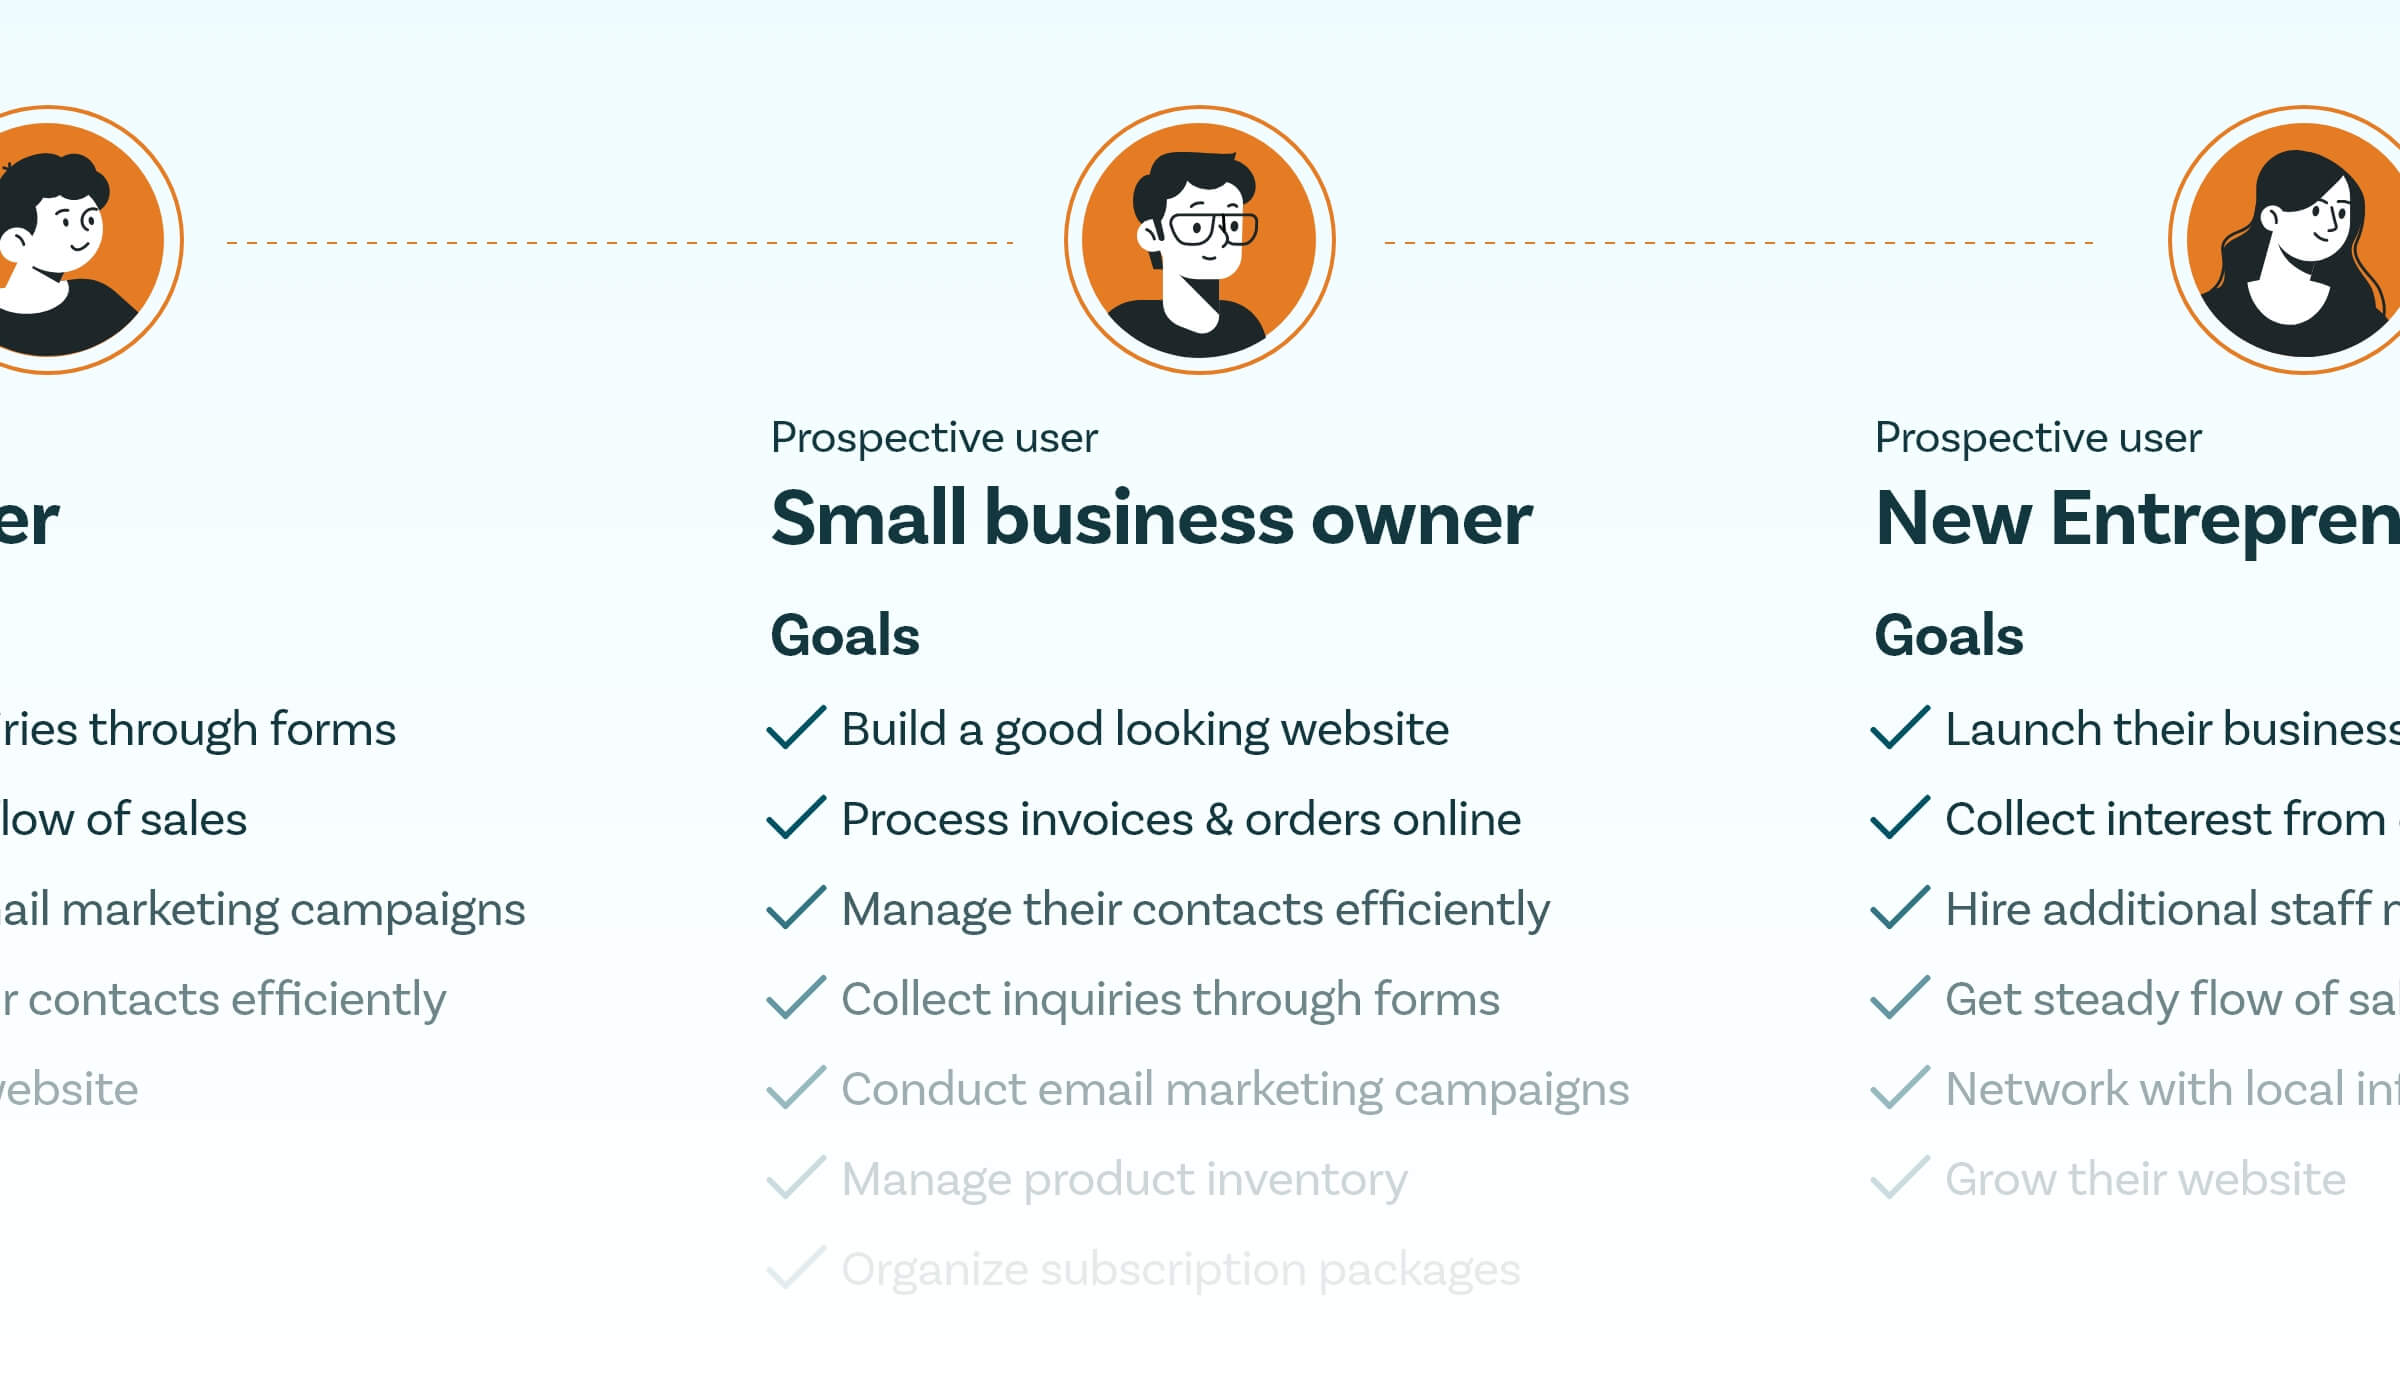 er
ries through forms
low of sales
ail marketing campaigns
r contacts efficiently
ebsite
Prospective user
Small business owner
Goals
Build a good looking website
Process invoices & orders online
Manage their contacts efficiently
Collect inquiries through forms
Conduct email marketing campaigns
Manage product inventory
Organize subscription packages
Prospective user
New Entrepren
Goals
Launch their business
Collect interest from
Hire additional staff
Get steady flow of sal
Network with local inf
Grow their website